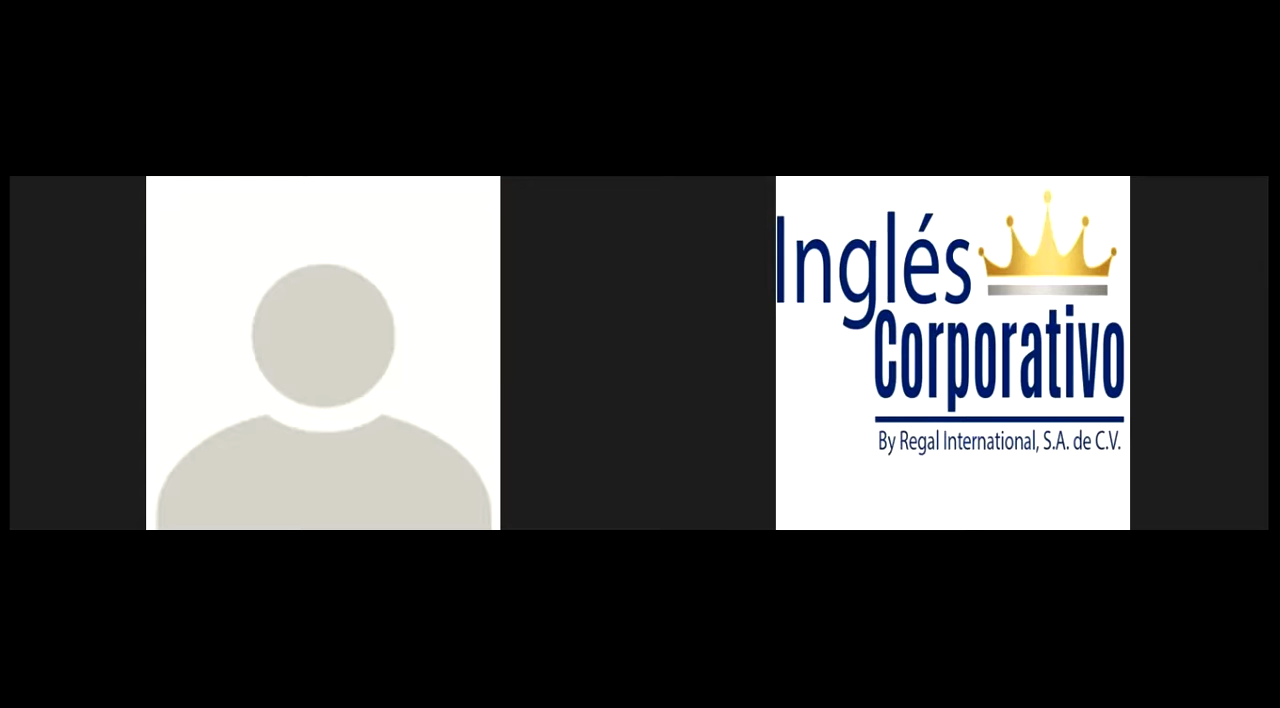 Inglés
Corporativo
By Regal International, S.A. de C.V.